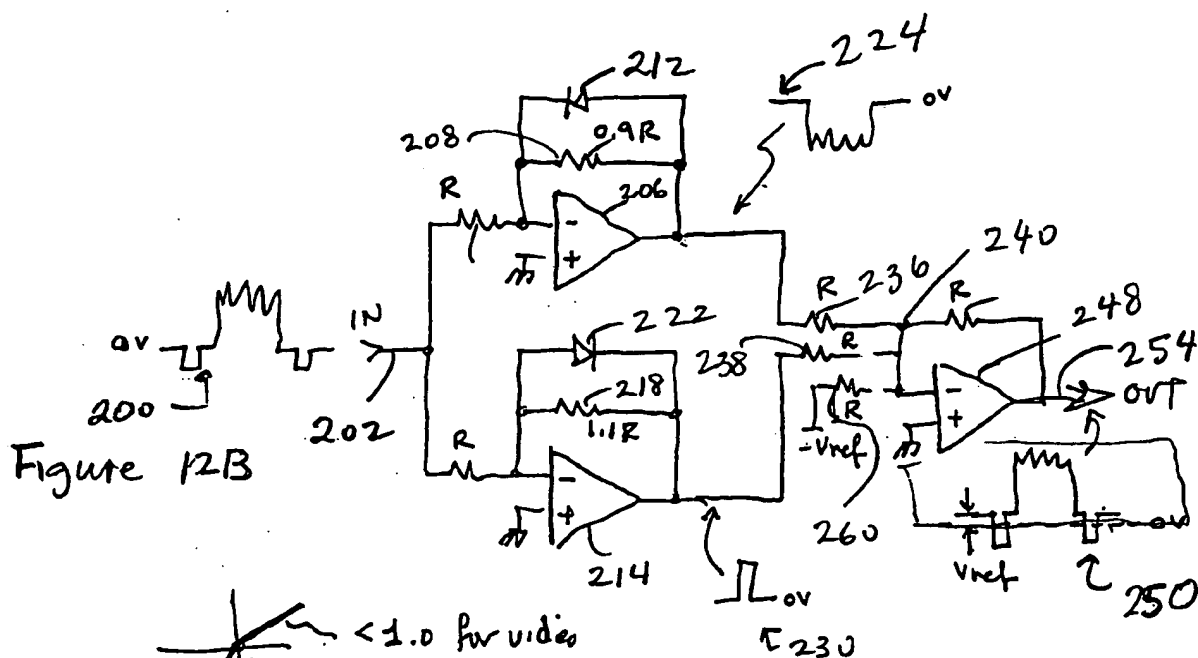 212
224
0V
208
0.9R
R
206
240
236
R
R
248
0V
IN
222
238
R
254
OUT
200
202
218
1.1R
R
-Vref
R
Figure 12B
-
+
-
+
-
+
260
0V
Vref
214
0V
250
<1.0 for video
230